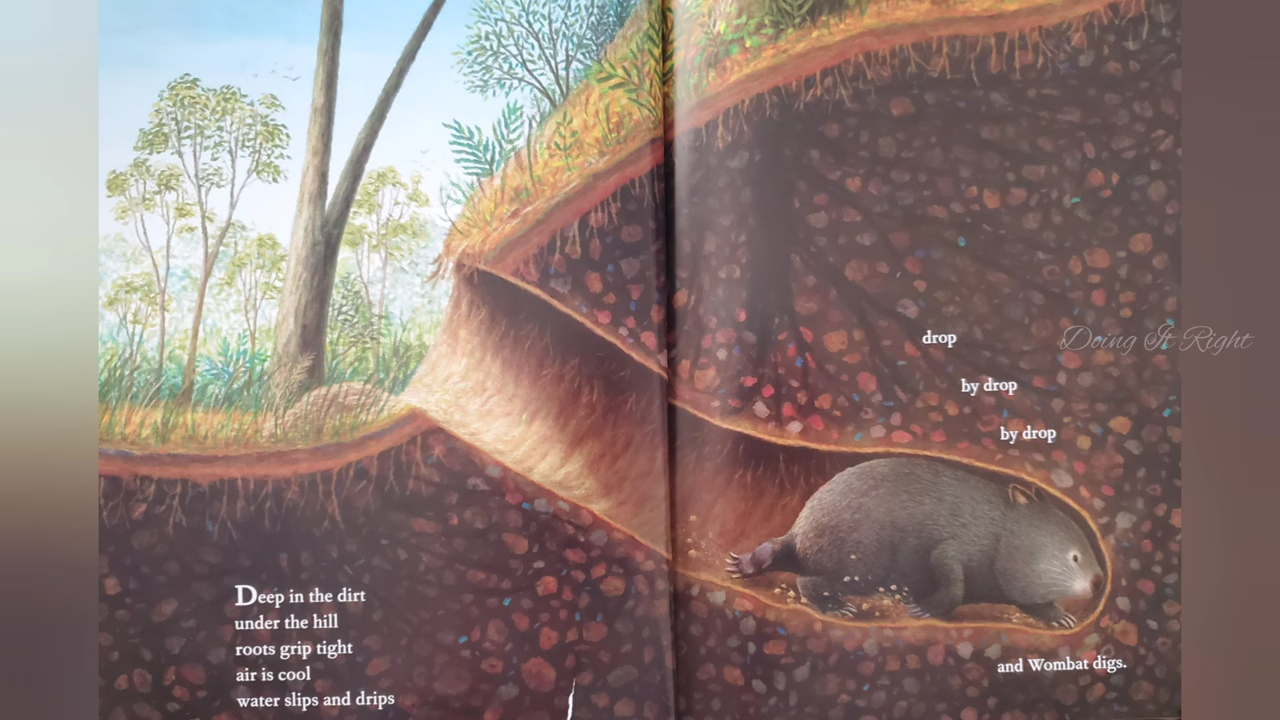 Deep in the dirt
under the hill
roots grip tight
air is cool
water slips and drips
drop
by drop
by drop
and Wombat digs.
Doing It Right